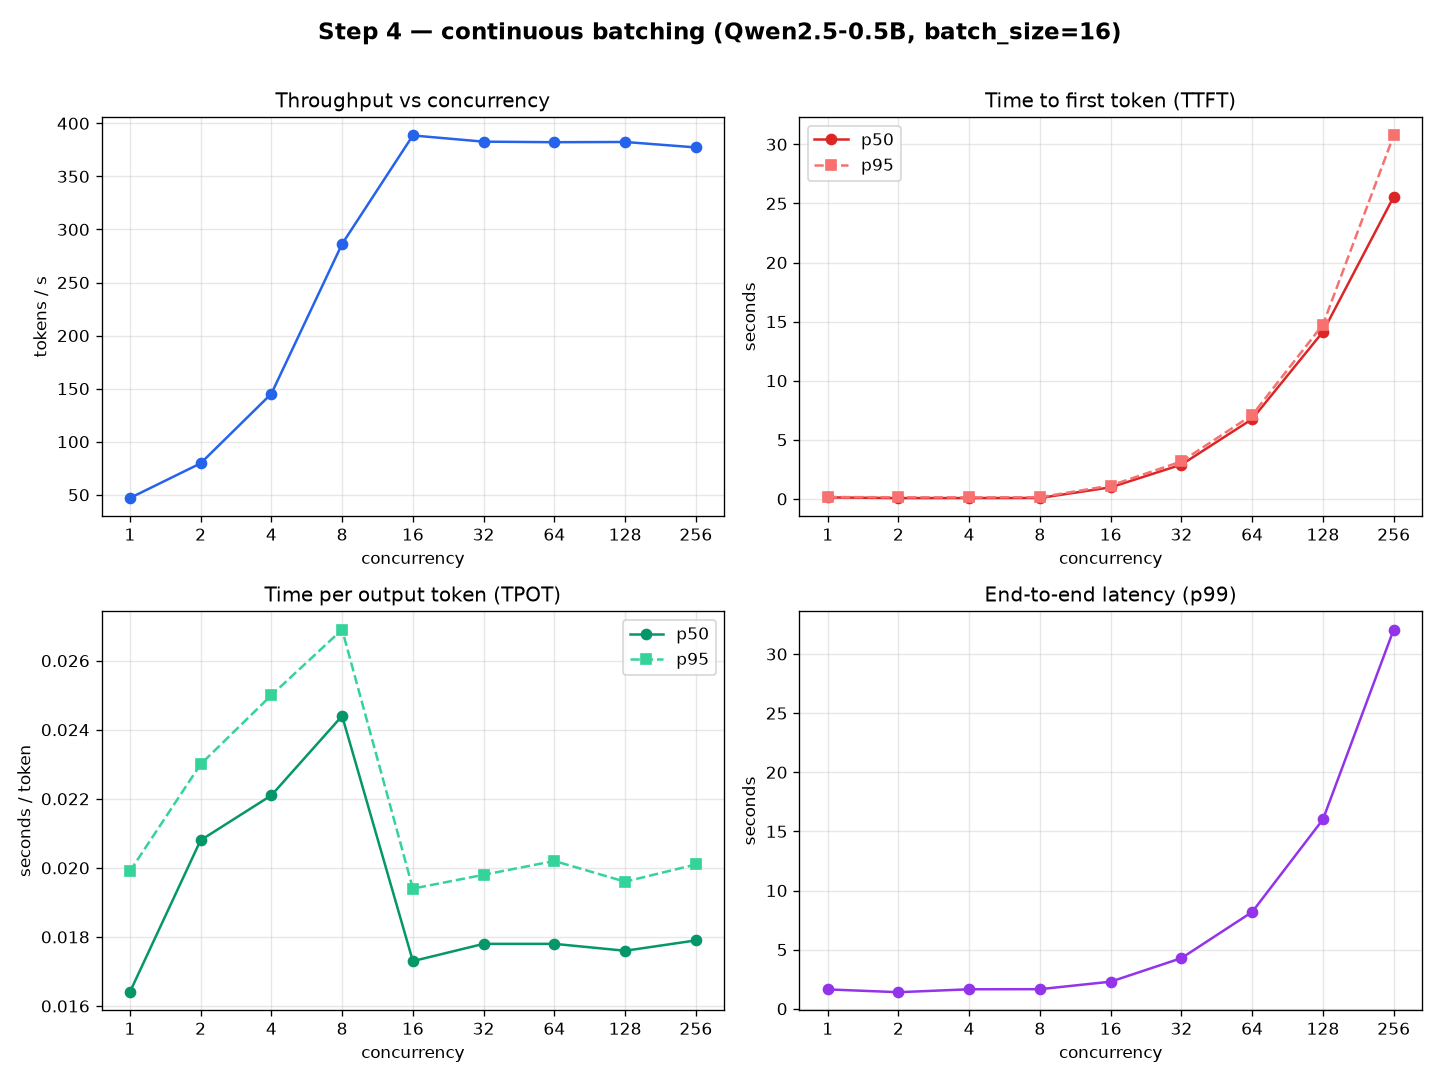 Step 4 — continuous batching (Qwen2.5-0.5B, batch_size=16)
Throughput vs concurrency
400
350
300
250
200
150
100
50
tokens / s
1 2 4 8 16 32 64 128 256
concurrency
Time to first token (TTFT)
p50
p95
30
25
20
15
10
5
0
seconds
1 2 4 8 16 32 64 128 256
concurrency
Time per output token (TPOT)
p50
p95
0.026
0.024
0.022
0.020
0.018
0.016
seconds / token
1 2 4 8 16 32 64 128 256
concurrency
End-to-end latency (p99)
30
25
20
15
10
5
0
seconds
1 2 4 8 16 32 64 128 256
concurrency